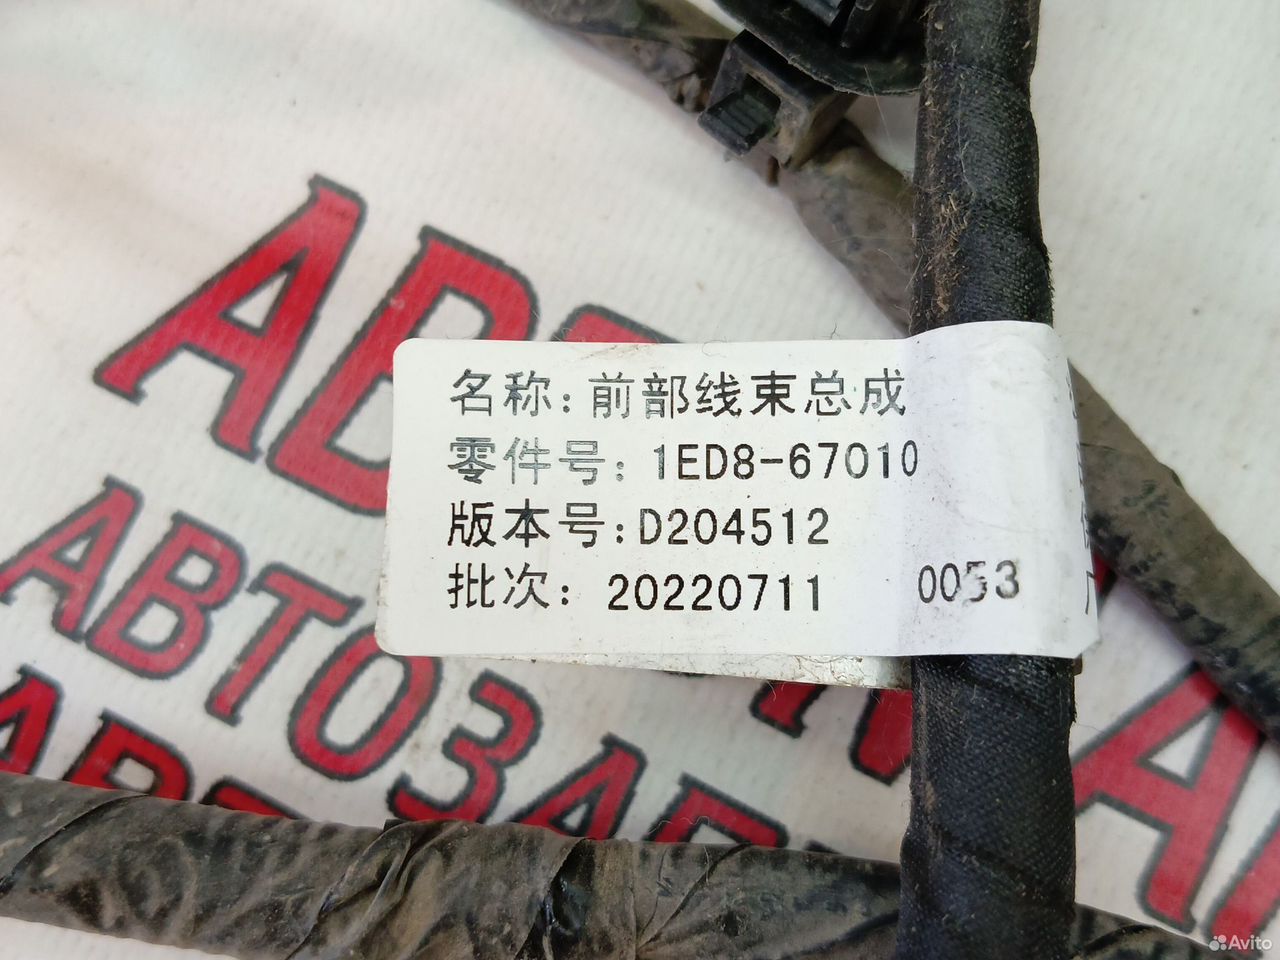 名称: 前部线束总成
零件号: 1ED8-67010
版本号:D204512
批次: 20220711 0053
АВТОЗАП
Avito